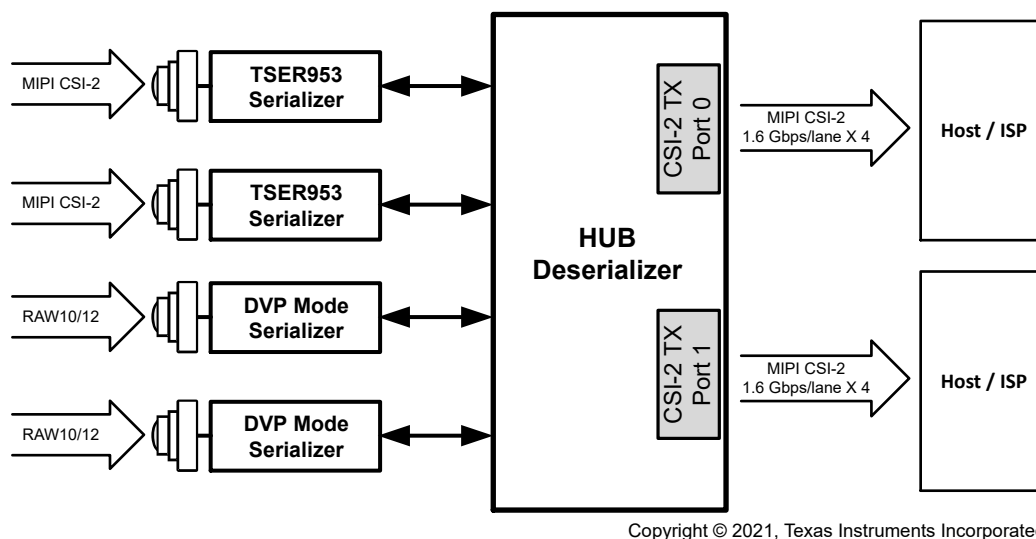 MIPI CSI-2
TSER953
Serializer
MIPI CSI-2
TSER953
Serializer
RAW10/12
DVP Mode
Serializer
RAW10/12
DVP Mode
Serializer
HUB
Deserializer
CSI-2 TX
Port 0
CSI-2 TX
Port 1
MIPI CSI-2
1.6 Gbps/lane X 4
MIPI CSI-2
1.6 Gbps/lane X 4
Host / ISP
Host / ISP
Copyright © 2021, Texas Instruments Incorporated